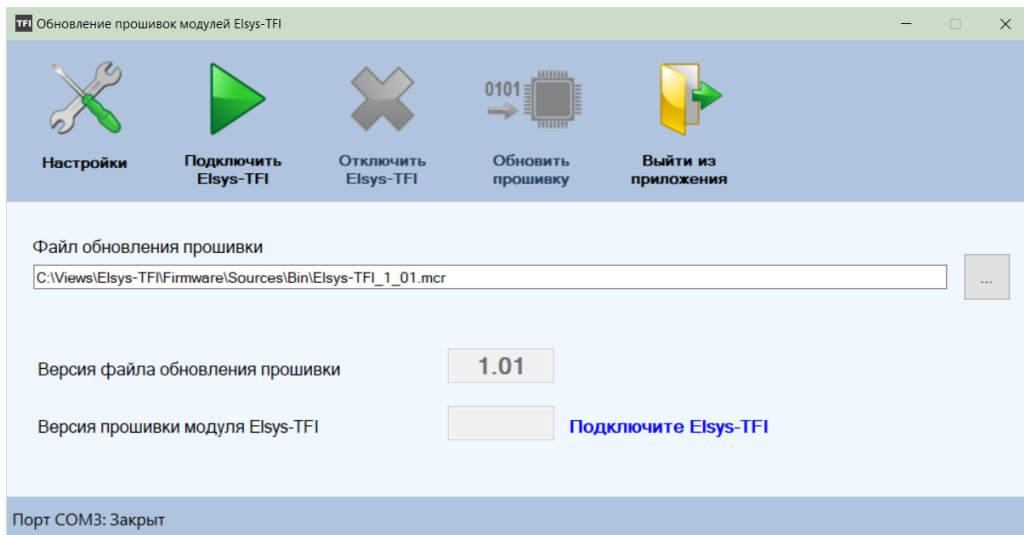 TFI Обновление прошивок модулей Elsys-TFI
0101
Настройки
Подключить
Elsys-TFI
Отключить
Elsys-TFI
Обновить
прошивку
Выйти из
приложения
Файл обновления прошивки
C:\Views\Elsys-TFI\Firmware\Sources\Bin\Elsys-TFI_1_01.mcr
...
Версия файла обновления прошивки
1.01
Версия прошивки модуля Elsys-TFI
Подключите Elsys-TFI
Порт COM3: Закрыт